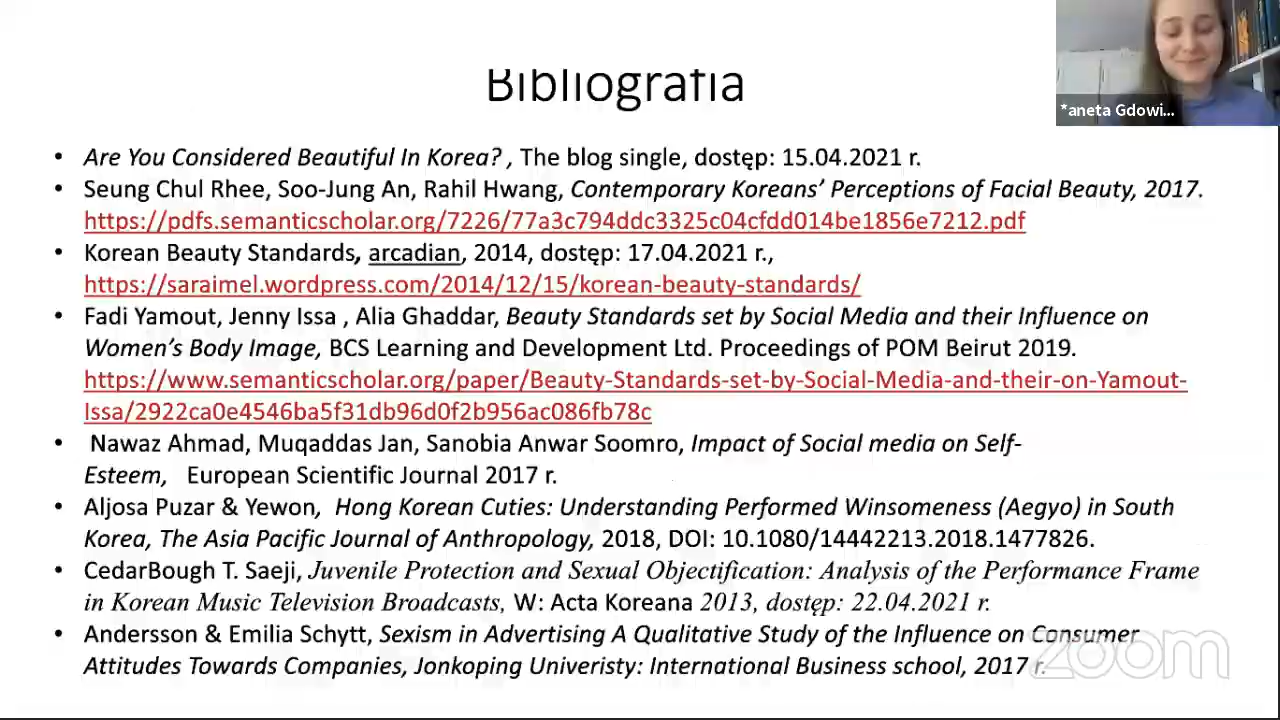 Bibliografia
*aneta Gdowi...
• Are You Considered Beautiful In Korea? , The blog single, dostęp: 15.04.2021 r.
• Seung Chul Rhee, Soo-Jung An, Rahil Hwang, Contemporary Koreans’ Perceptions of Facial Beauty, 2017.
https://pdfs.semanticscholar.org/7226/77a3c794ddc3325c04cfdd014be1856e7212.pdf
• Korean Beauty Standards, arcadian, 2014, dostęp: 17.04.2021 r.,
https://saraimel.wordpress.com/2014/12/15/korean-beauty-standards/
• Fadi Yamout, Jenny Issa , Alia Ghaddar, Beauty Standards set by Social Media and their Influence on
Women’s Body Image, BCS Learning and Development Ltd. Proceedings of POM Beirut 2019.
https://www.semanticscholar.org/paper/Beauty-Standards-set-by-Social-Media-and-their-on-Yamout-
Issa/2922ca0e4546ba5f31db96d0f2b956ac086fb78c
• Nawaz Ahmad, Muqaddas Jan, Sanobia Anwar Soomro, Impact of Social media on Self-
Esteem, European Scientific Journal 2017 r.
• Aljosa Puzar & Yewon, Hong Korean Cuties: Understanding Performed Winsomeness (Aegyo) in South
Korea, The Asia Pacific Journal of Anthropology, 2018, DOI: 10.1080/14442213.2018.1477826.
• CedarBough T. Saeji, Juvenile Protection and Sexual Objectification: Analysis of the Performance Frame
in Korean Music Television Broadcasts, W: Acta Koreana 2013, dostęp: 22.04.2021 r.
• Andersson & Emilia Schytt, Sexism in Advertising A Qualitative Study of the Influence on Consumer
Attitudes Towards Companies, Jonkoping Univeristy: International Business school, 2017 r.
zoom